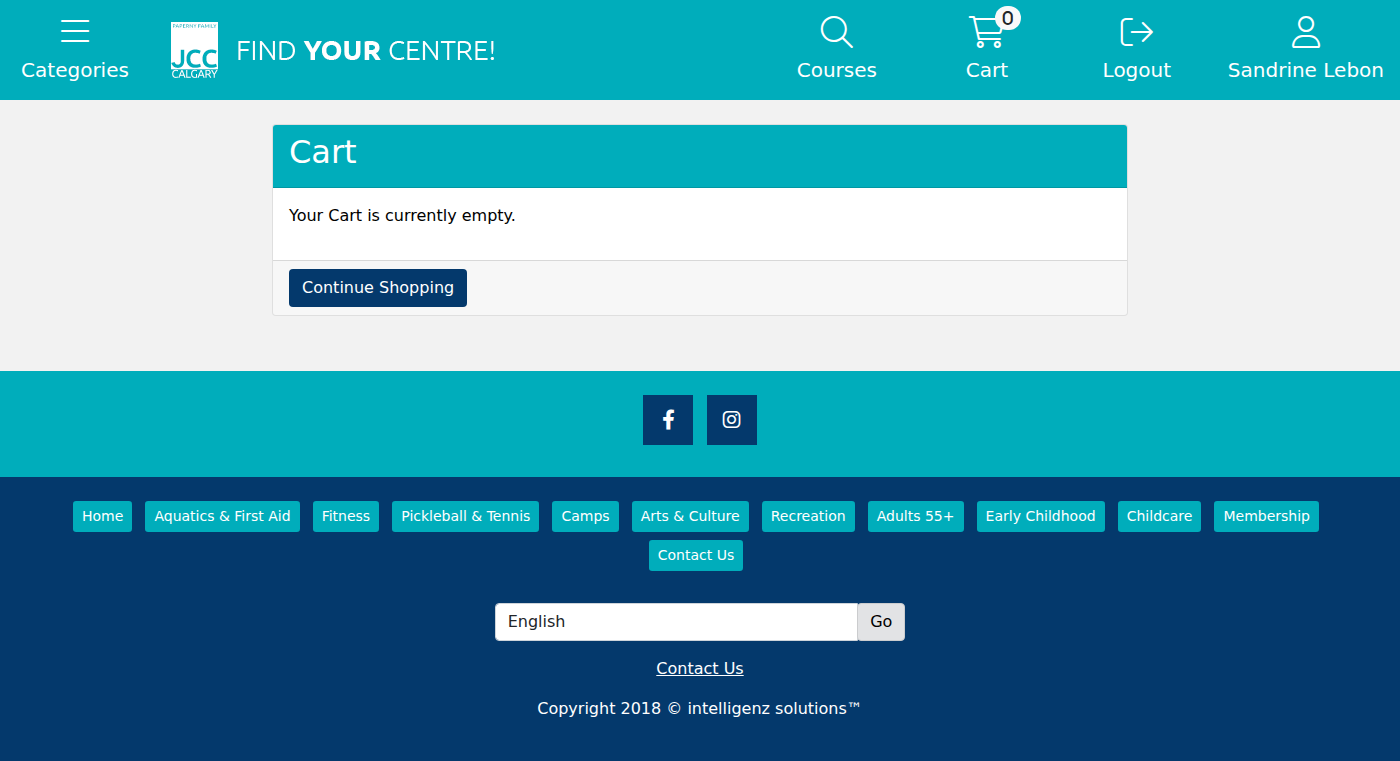 Categories
PATERNY FAMILY
JCC
CALGARY
FIND YOUR CENTRE!
Courses
0
Cart
Logout
Sandrine Lebon
Cart
Your Cart is currently empty.
Continue Shopping
Home
Aquatics & First Aid
Fitness
Pickleball & Tennis
Camps
Arts & Culture
Recreation
Adults 55+
Early Childhood
Childcare
Membership
Contact Us
English
Go
Contact Us
Copyright 2018 © intelligenz solutions™